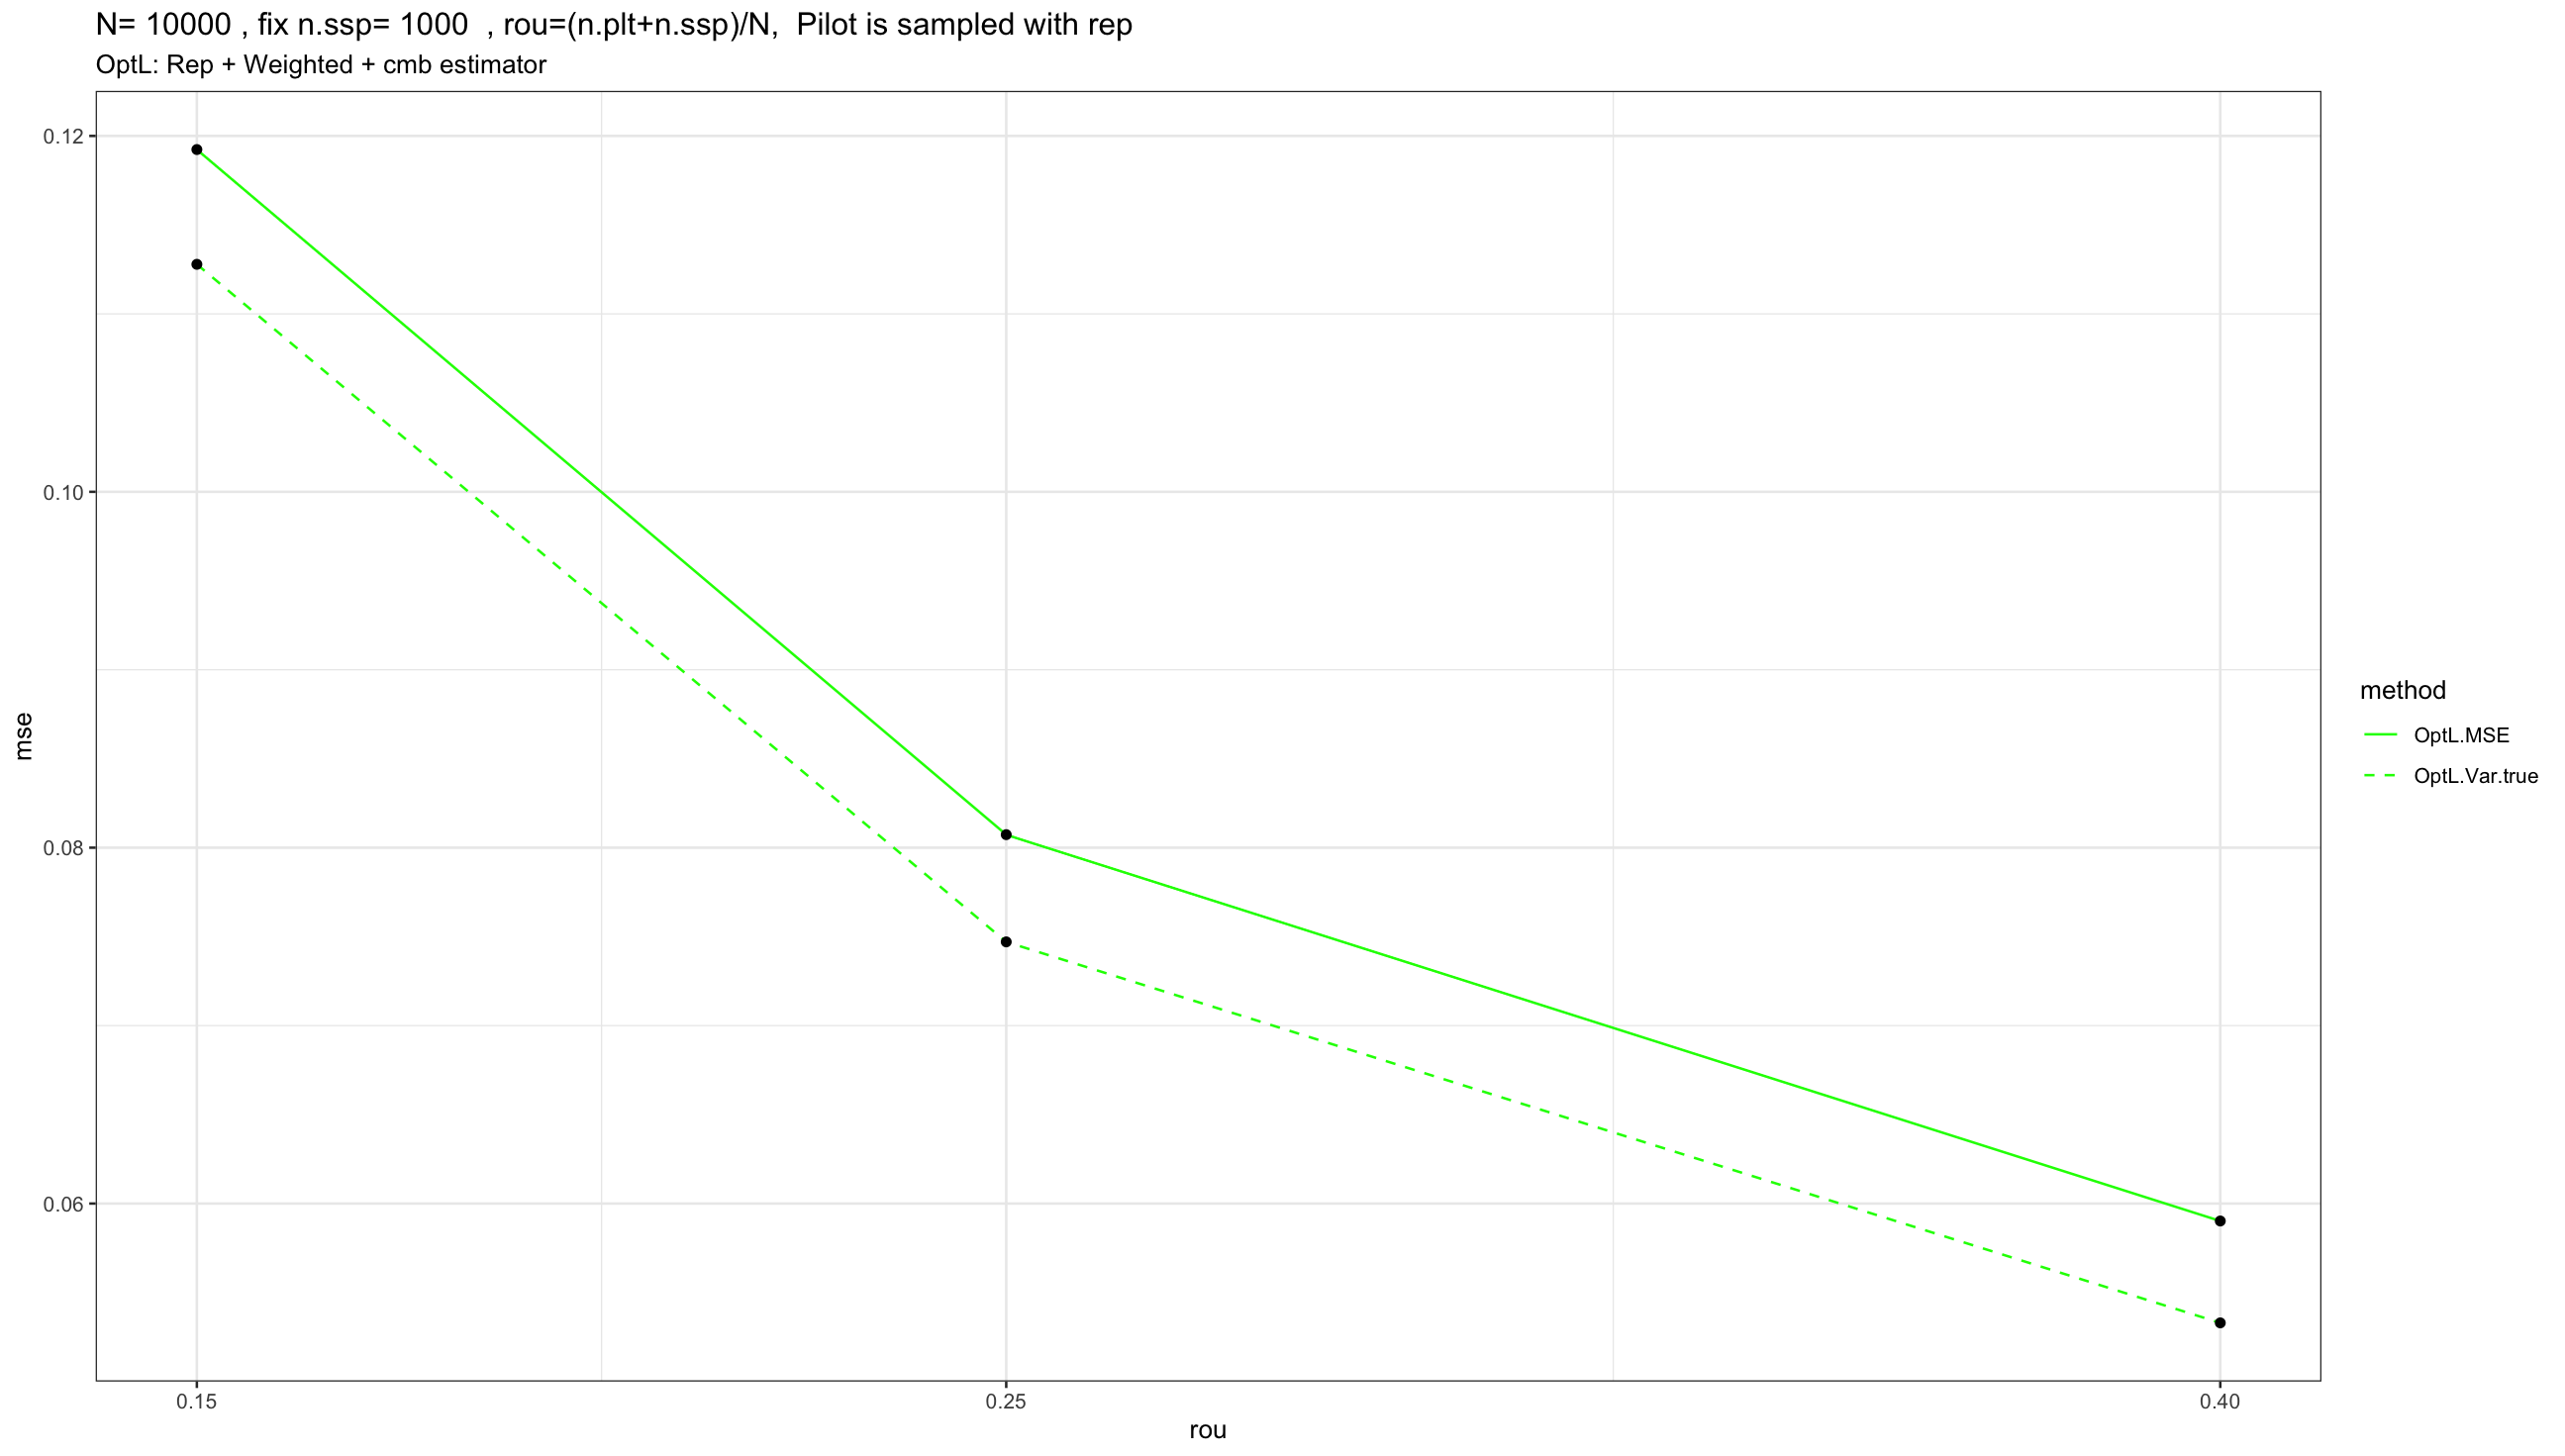 N= 10000 , fix n.ssp= 1000  , rou=(n.plt+n.ssp)/N,  Pilot is sampled with rep
OptL: Rep + Weighted + cmb estimator
0.12
0.10
0.08
0.06
mse
0.15
0.25
0.40
rou
method
OptL.MSE
OptL.Var.true